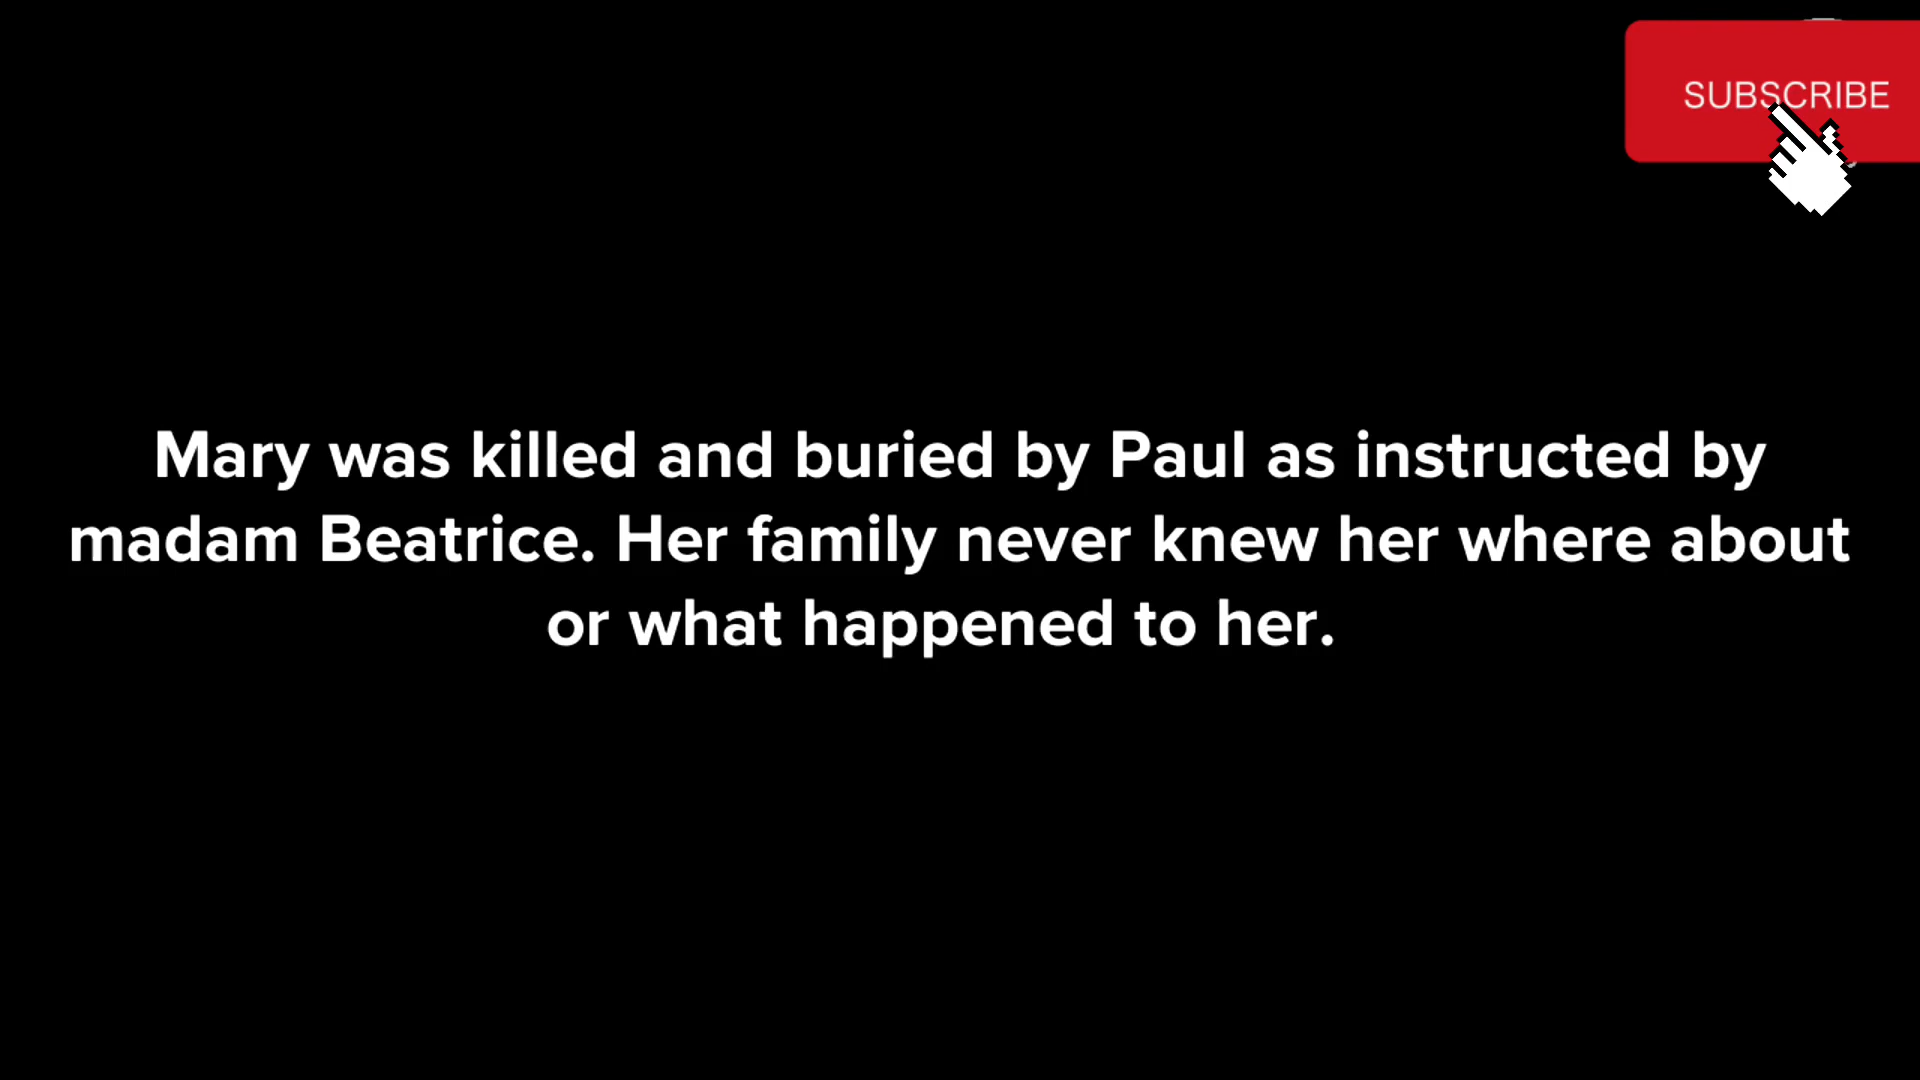 SUBSCRIBE
Mary was killed and buried by Paul as instructed by
madam Beatrice. Her family never knew her where about
or what happened to her.